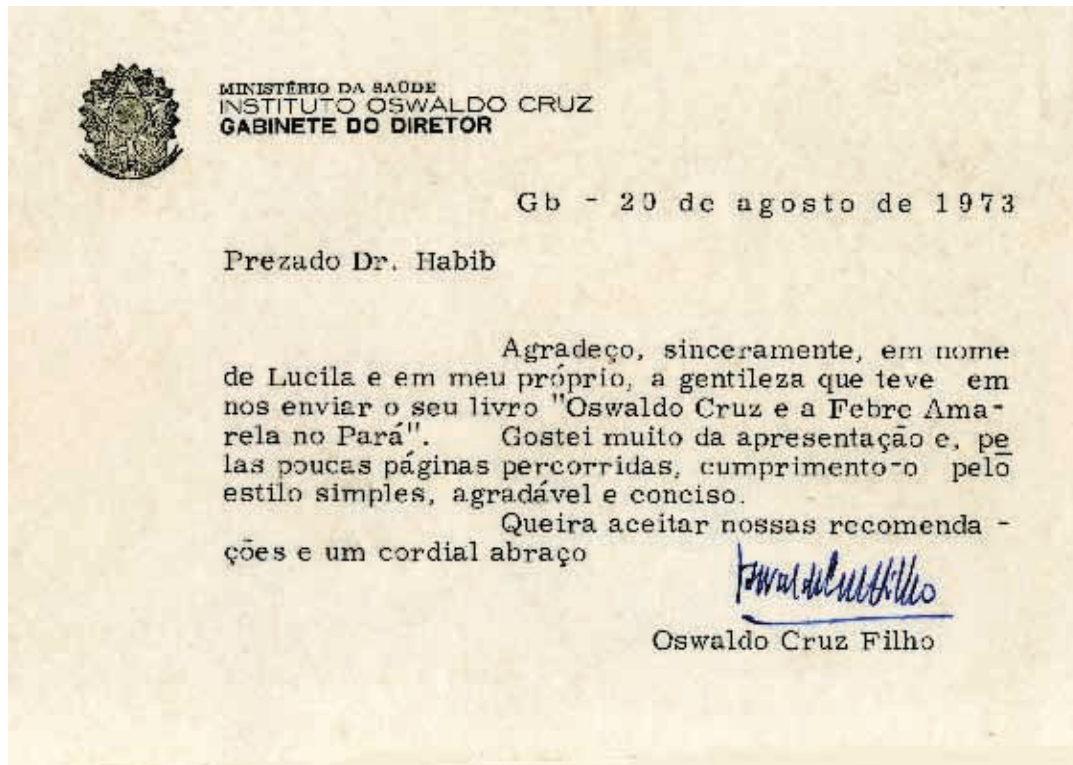 MINISTÉRIO DA SAÚDE
INSTITUTO OSWALDO CRUZ
GABINETE DO DIRETOR
Gb - 20 de agosto de 1973
Prezado Dr. Habib
Agradeço, sinceramente, em nome
de Lucila e em meu próprio, a gentileza que teve em
nos enviar o seu livro "Oswaldo Cruz e a Febre Ama-
rela no Pará". Gostei muito da apresentação e, pe
las poucas páginas percorridas, cumprimento-o pelo
estilo simples, agradável e conciso.
Queira aceitar nossas recomenda -
ções e um cordial abraço
Oswaldo Cruz Filho
Oswaldo Cruz Filho